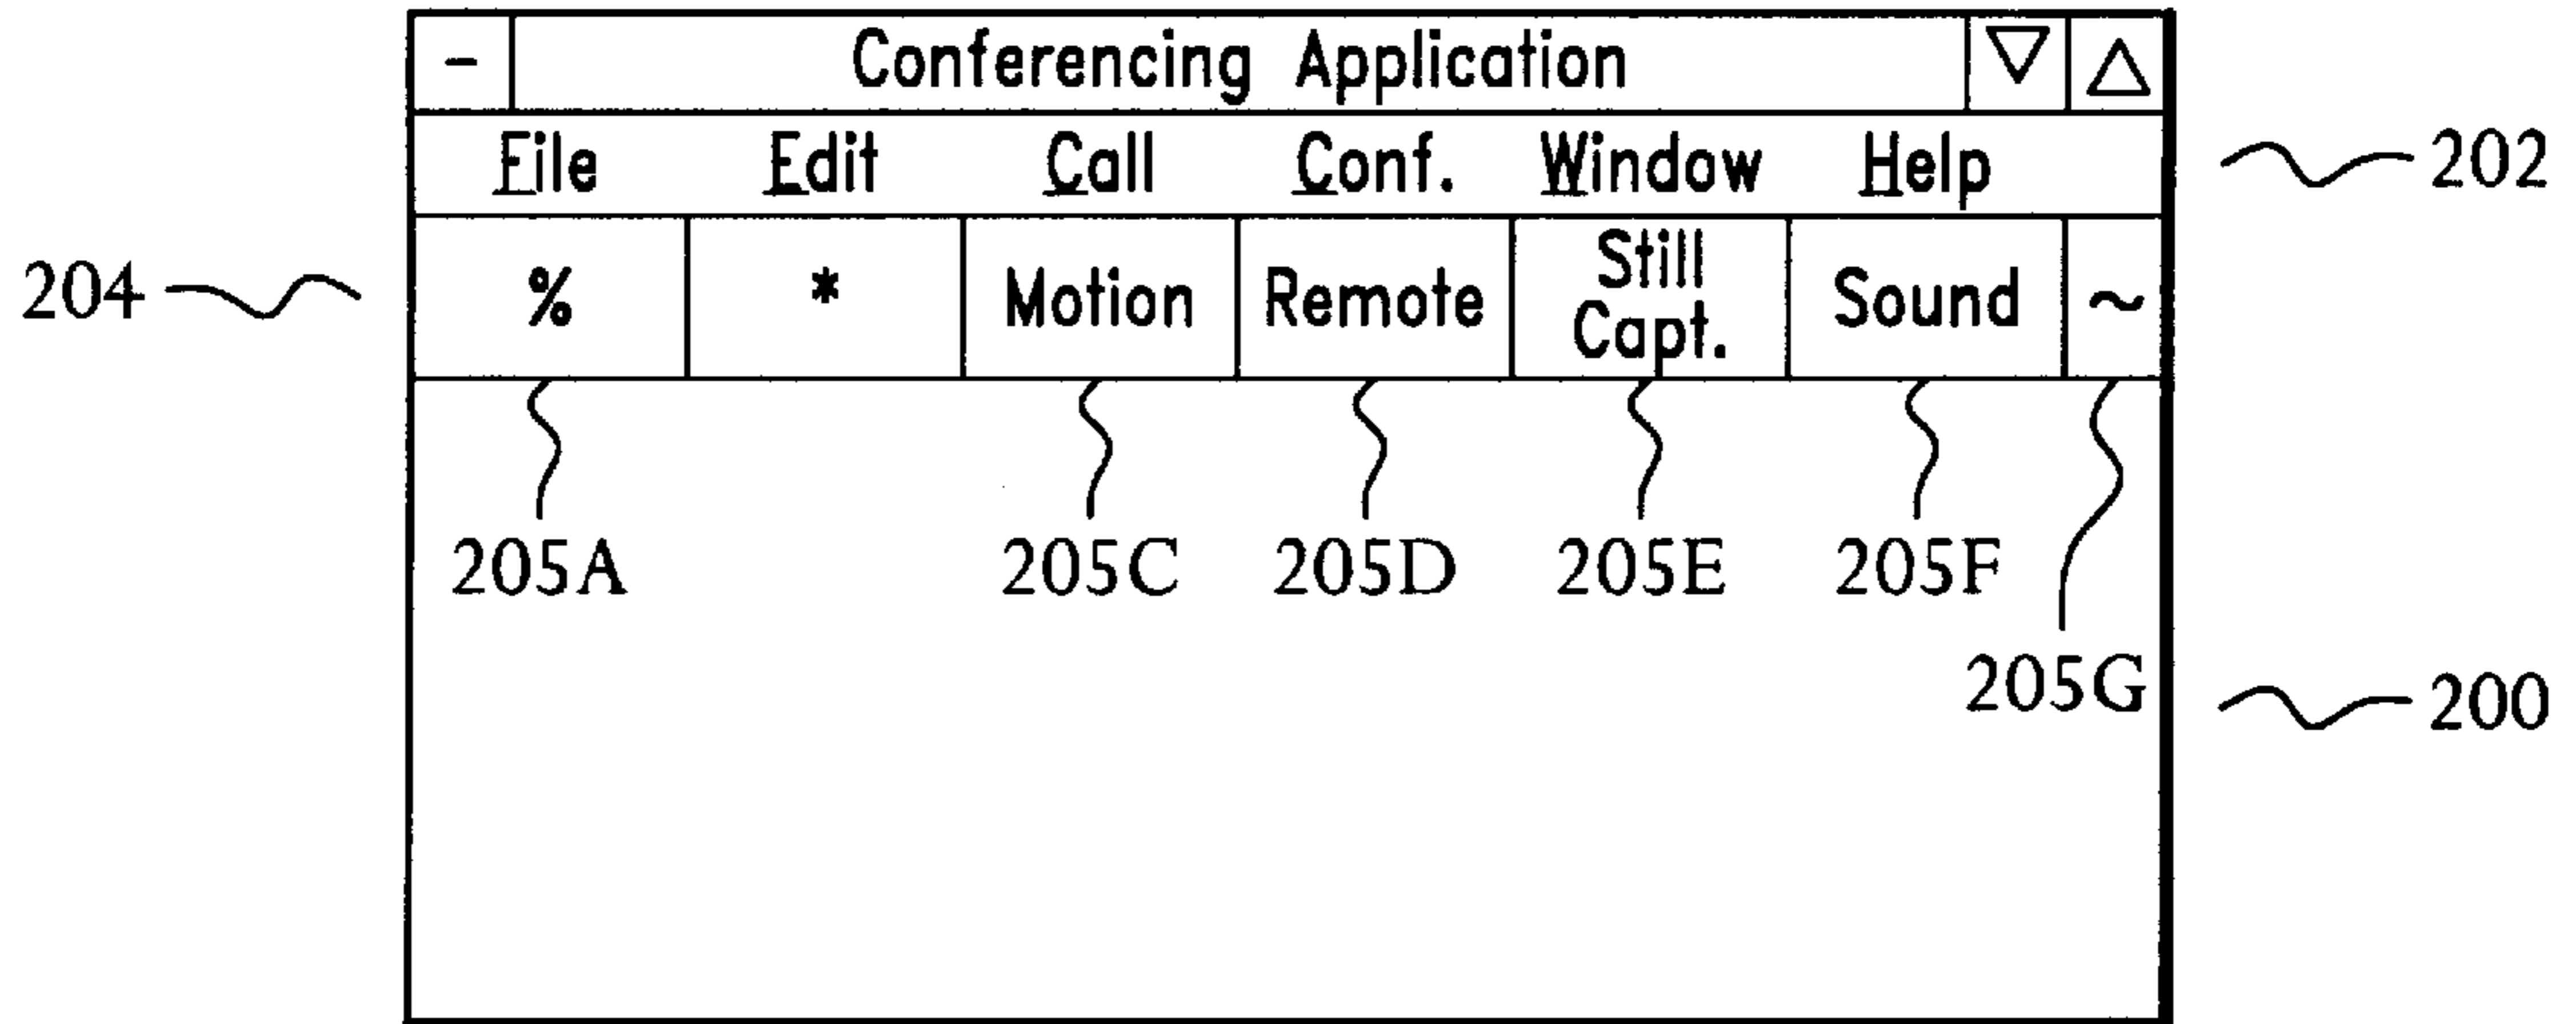 - Conferencing Application
File Edit Call Conf. Window Help
202
204
% * Motion Remote Still Capt. Sound ~
205A 205C 205D 205E 205F
205G
200